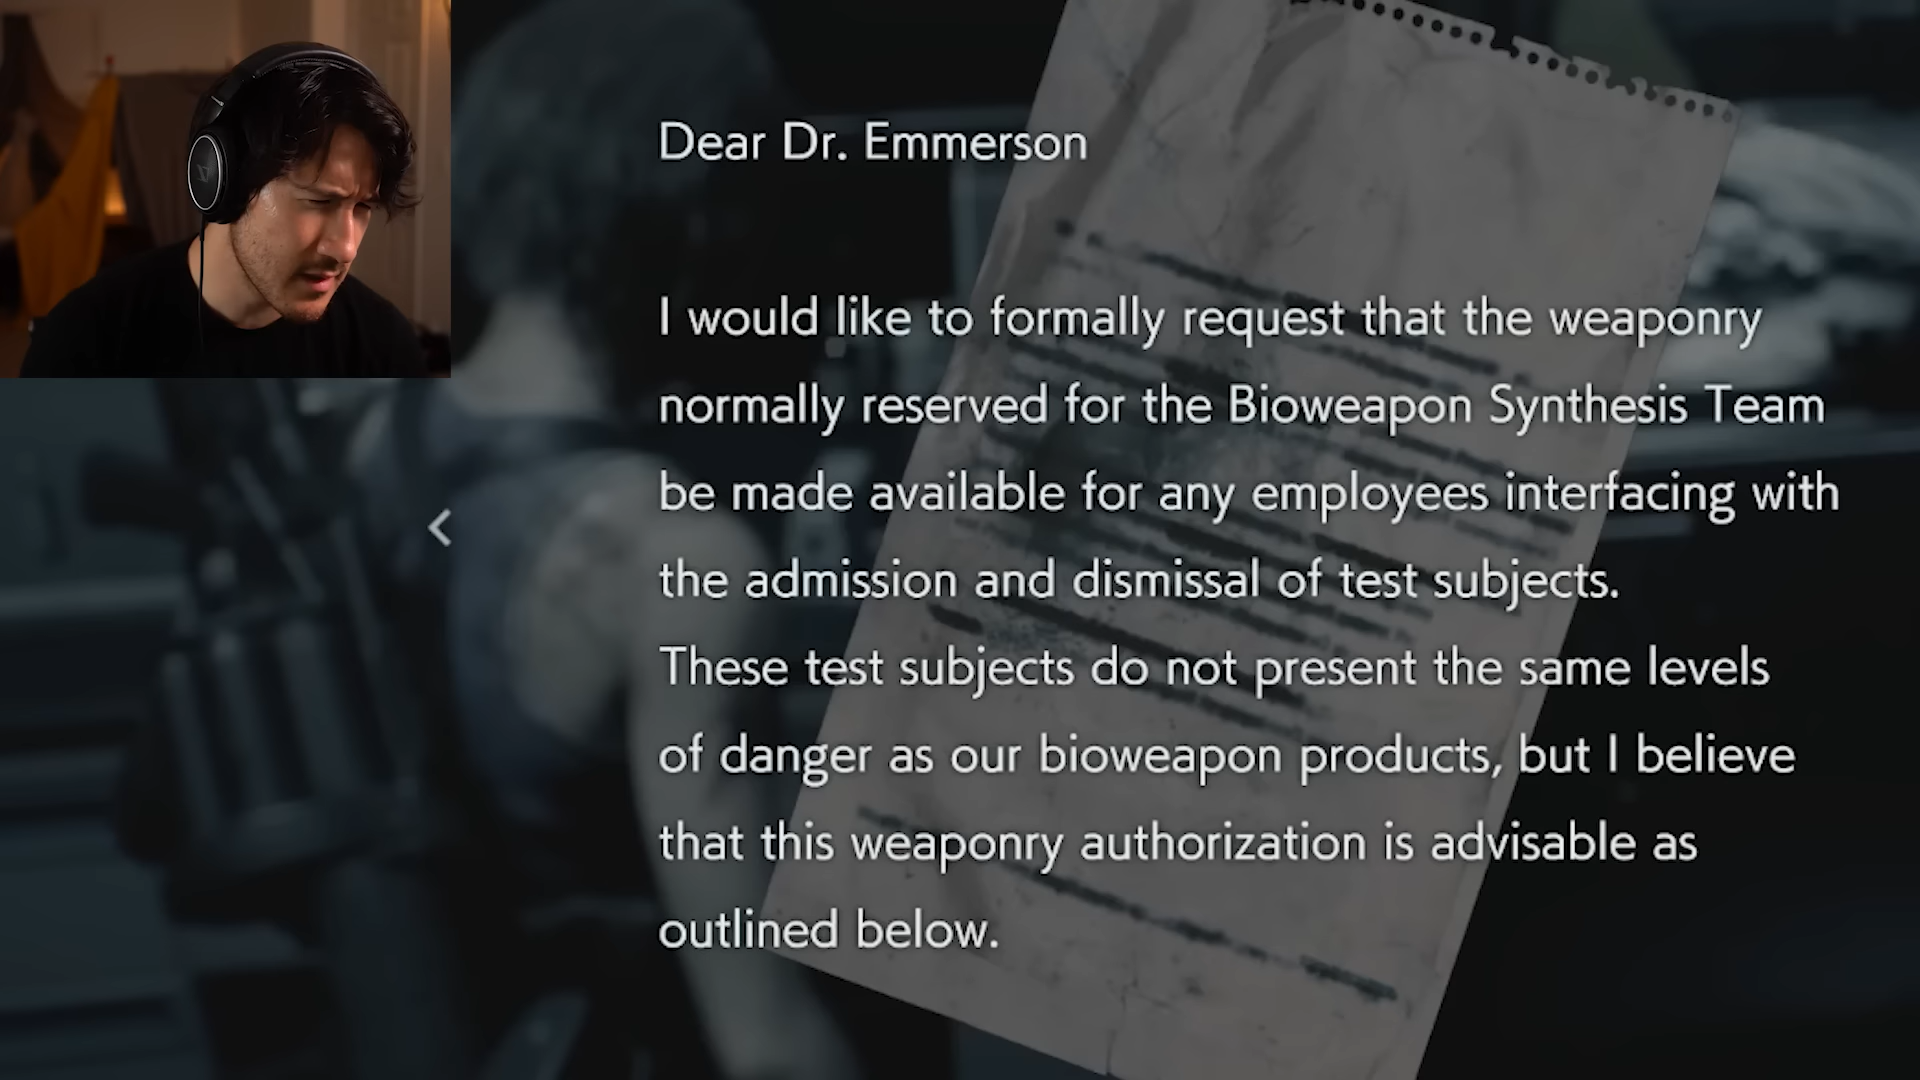 Dear Dr. Emmerson
I would like to formally request that the weaponry
normally reserved for the Bioweapon Synthesis Team
be made available for any employees interfacing with
the admission and dismissal of test subjects.
These test subjects do not present the same levels
of danger as our bioweapon products, but I believe
that this weaponry authorization is advisable as
outlined below.